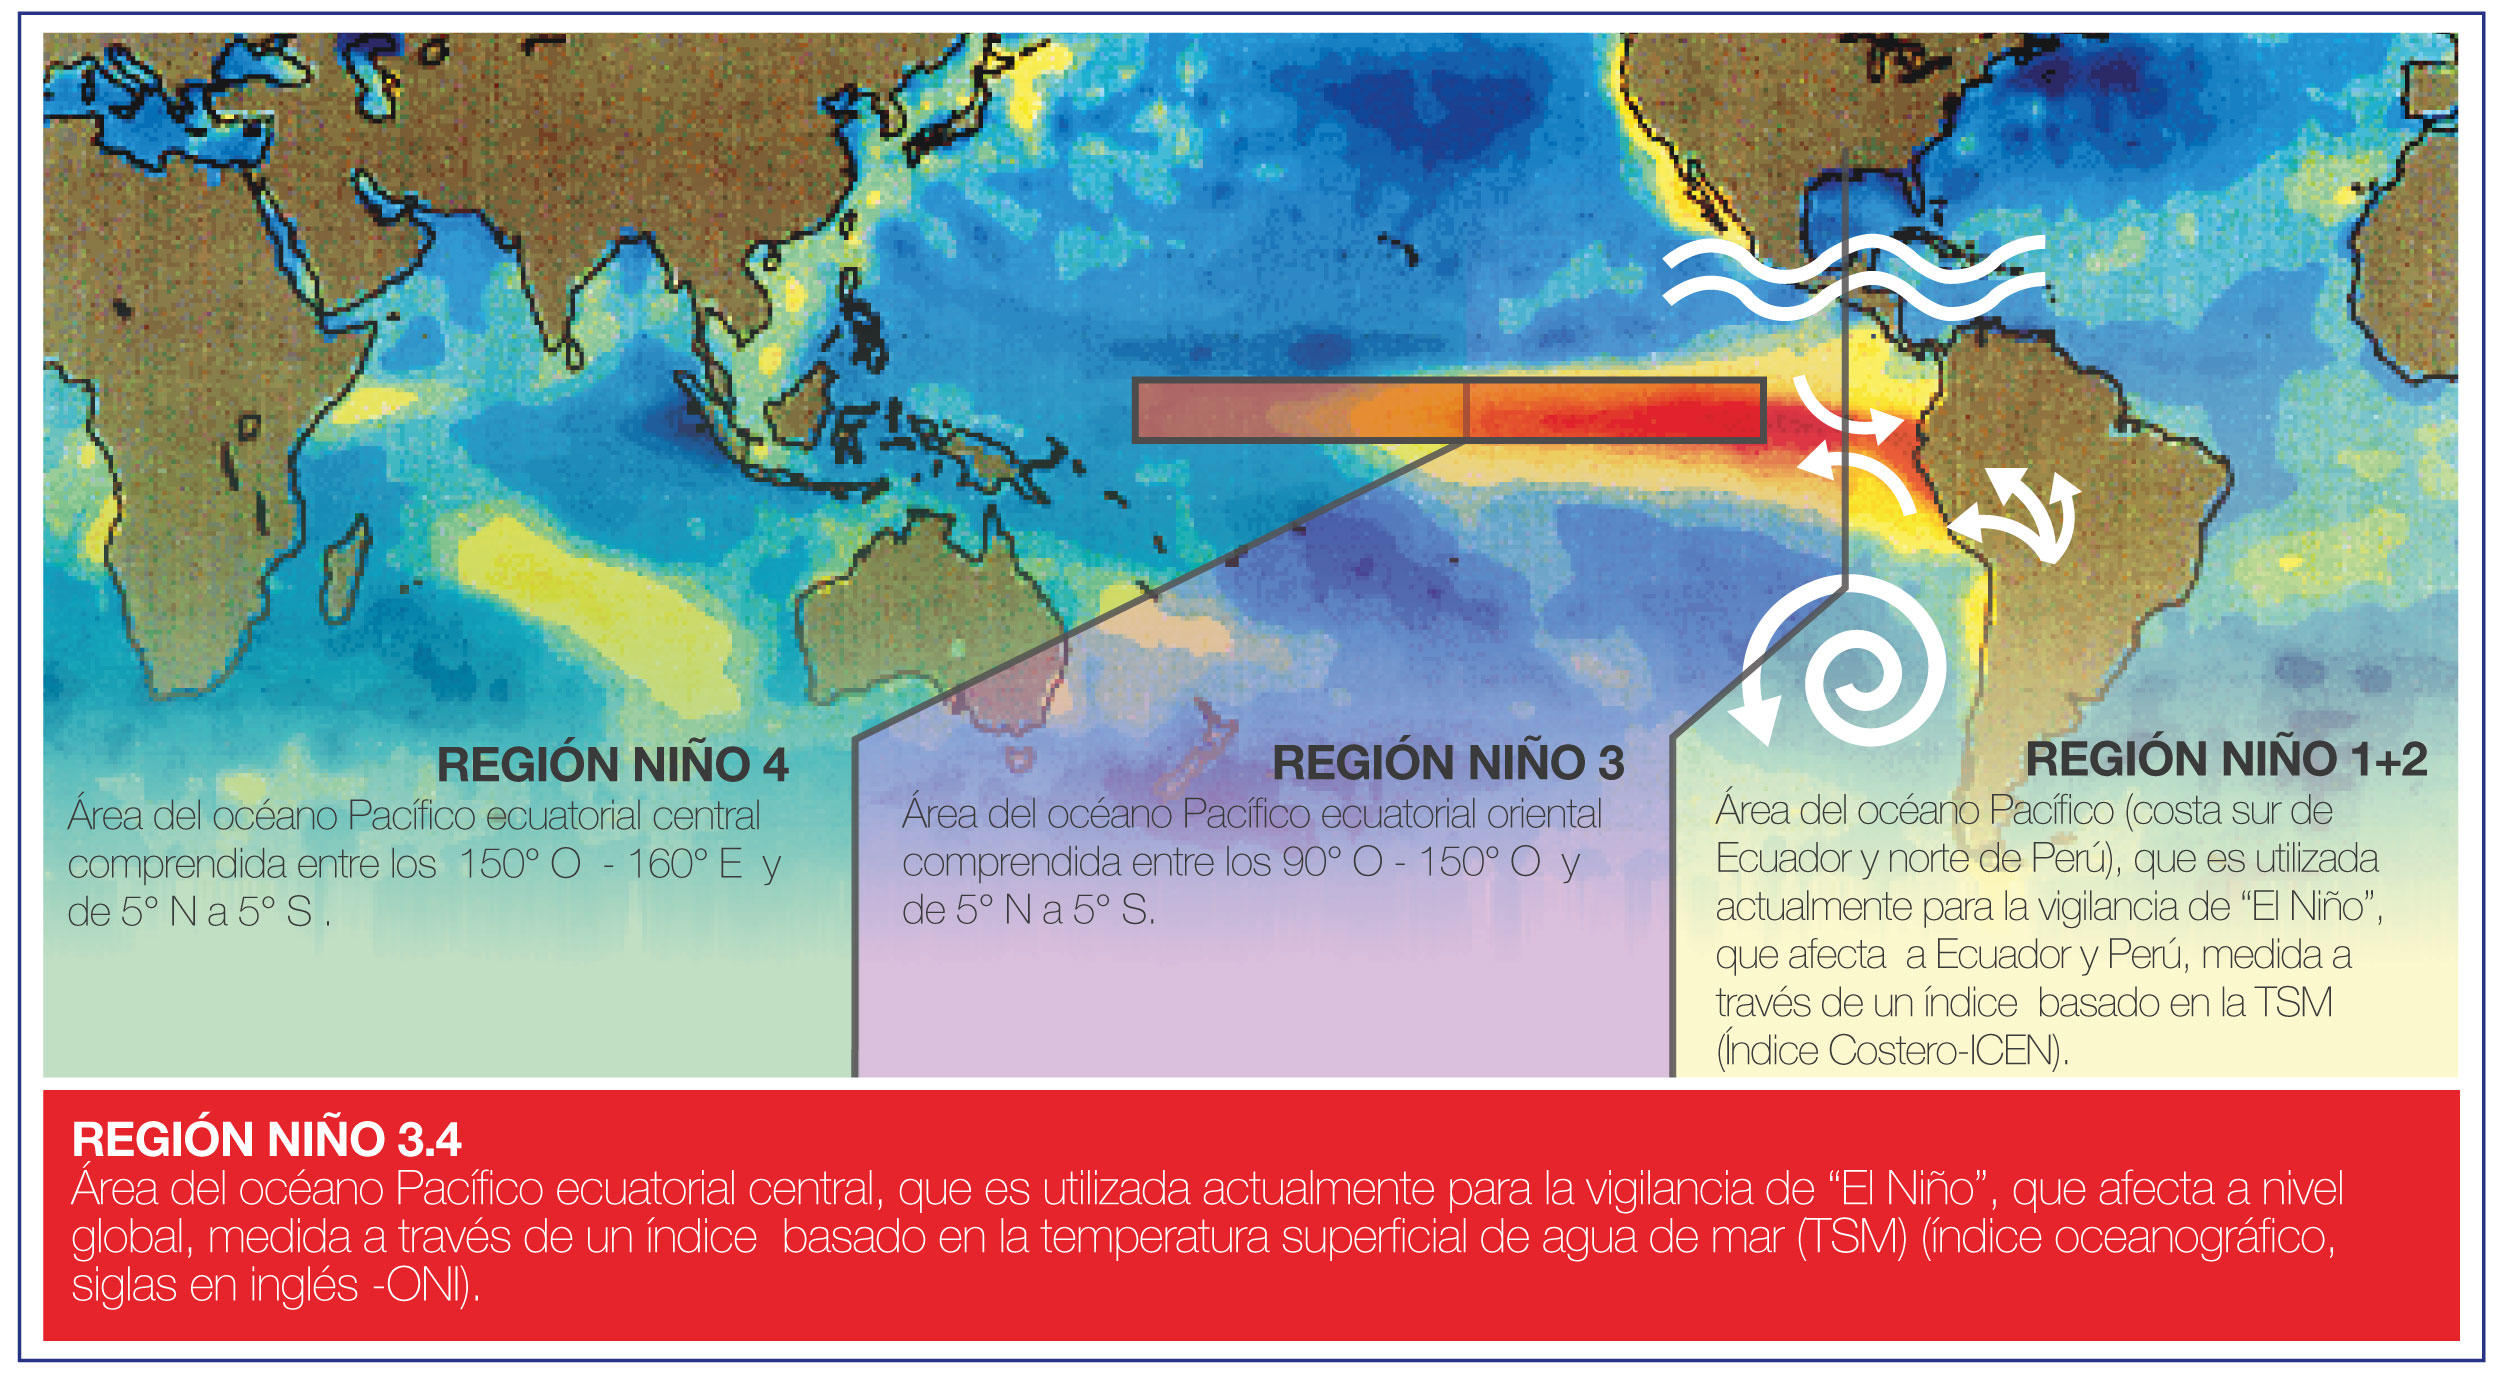 REGIÓN NIÑO 4
Área del océano Pacífico ecuatorial central
comprendida entre los 150° O - 160° E y
de 5° N a 5° S .
REGIÓN NIÑO 3
Área del océano Pacífico ecuatorial oriental
comprendida entre los 90° O - 150° O y
de 5° N a 5° S.
REGIÓN NIÑO 1+2
Área del océano Pacífico (costa sur de
Ecuador y norte de Perú), que es utilizada
actualmente para la vigilancia de “El Niño”,
que afecta a Ecuador y Perú, medida a
través de un índice basado en la TSM
(Índice Costero-ICEN).
REGIÓN NIÑO 3.4
Área del océano Pacífico ecuatorial central, que es utilizada actualmente para la vigilancia de “El Niño”, que afecta a nivel
global, medida a través de un índice basado en la temperatura superficial de agua de mar (TSM) (índice oceanográfico,
siglas en inglés -ONI).